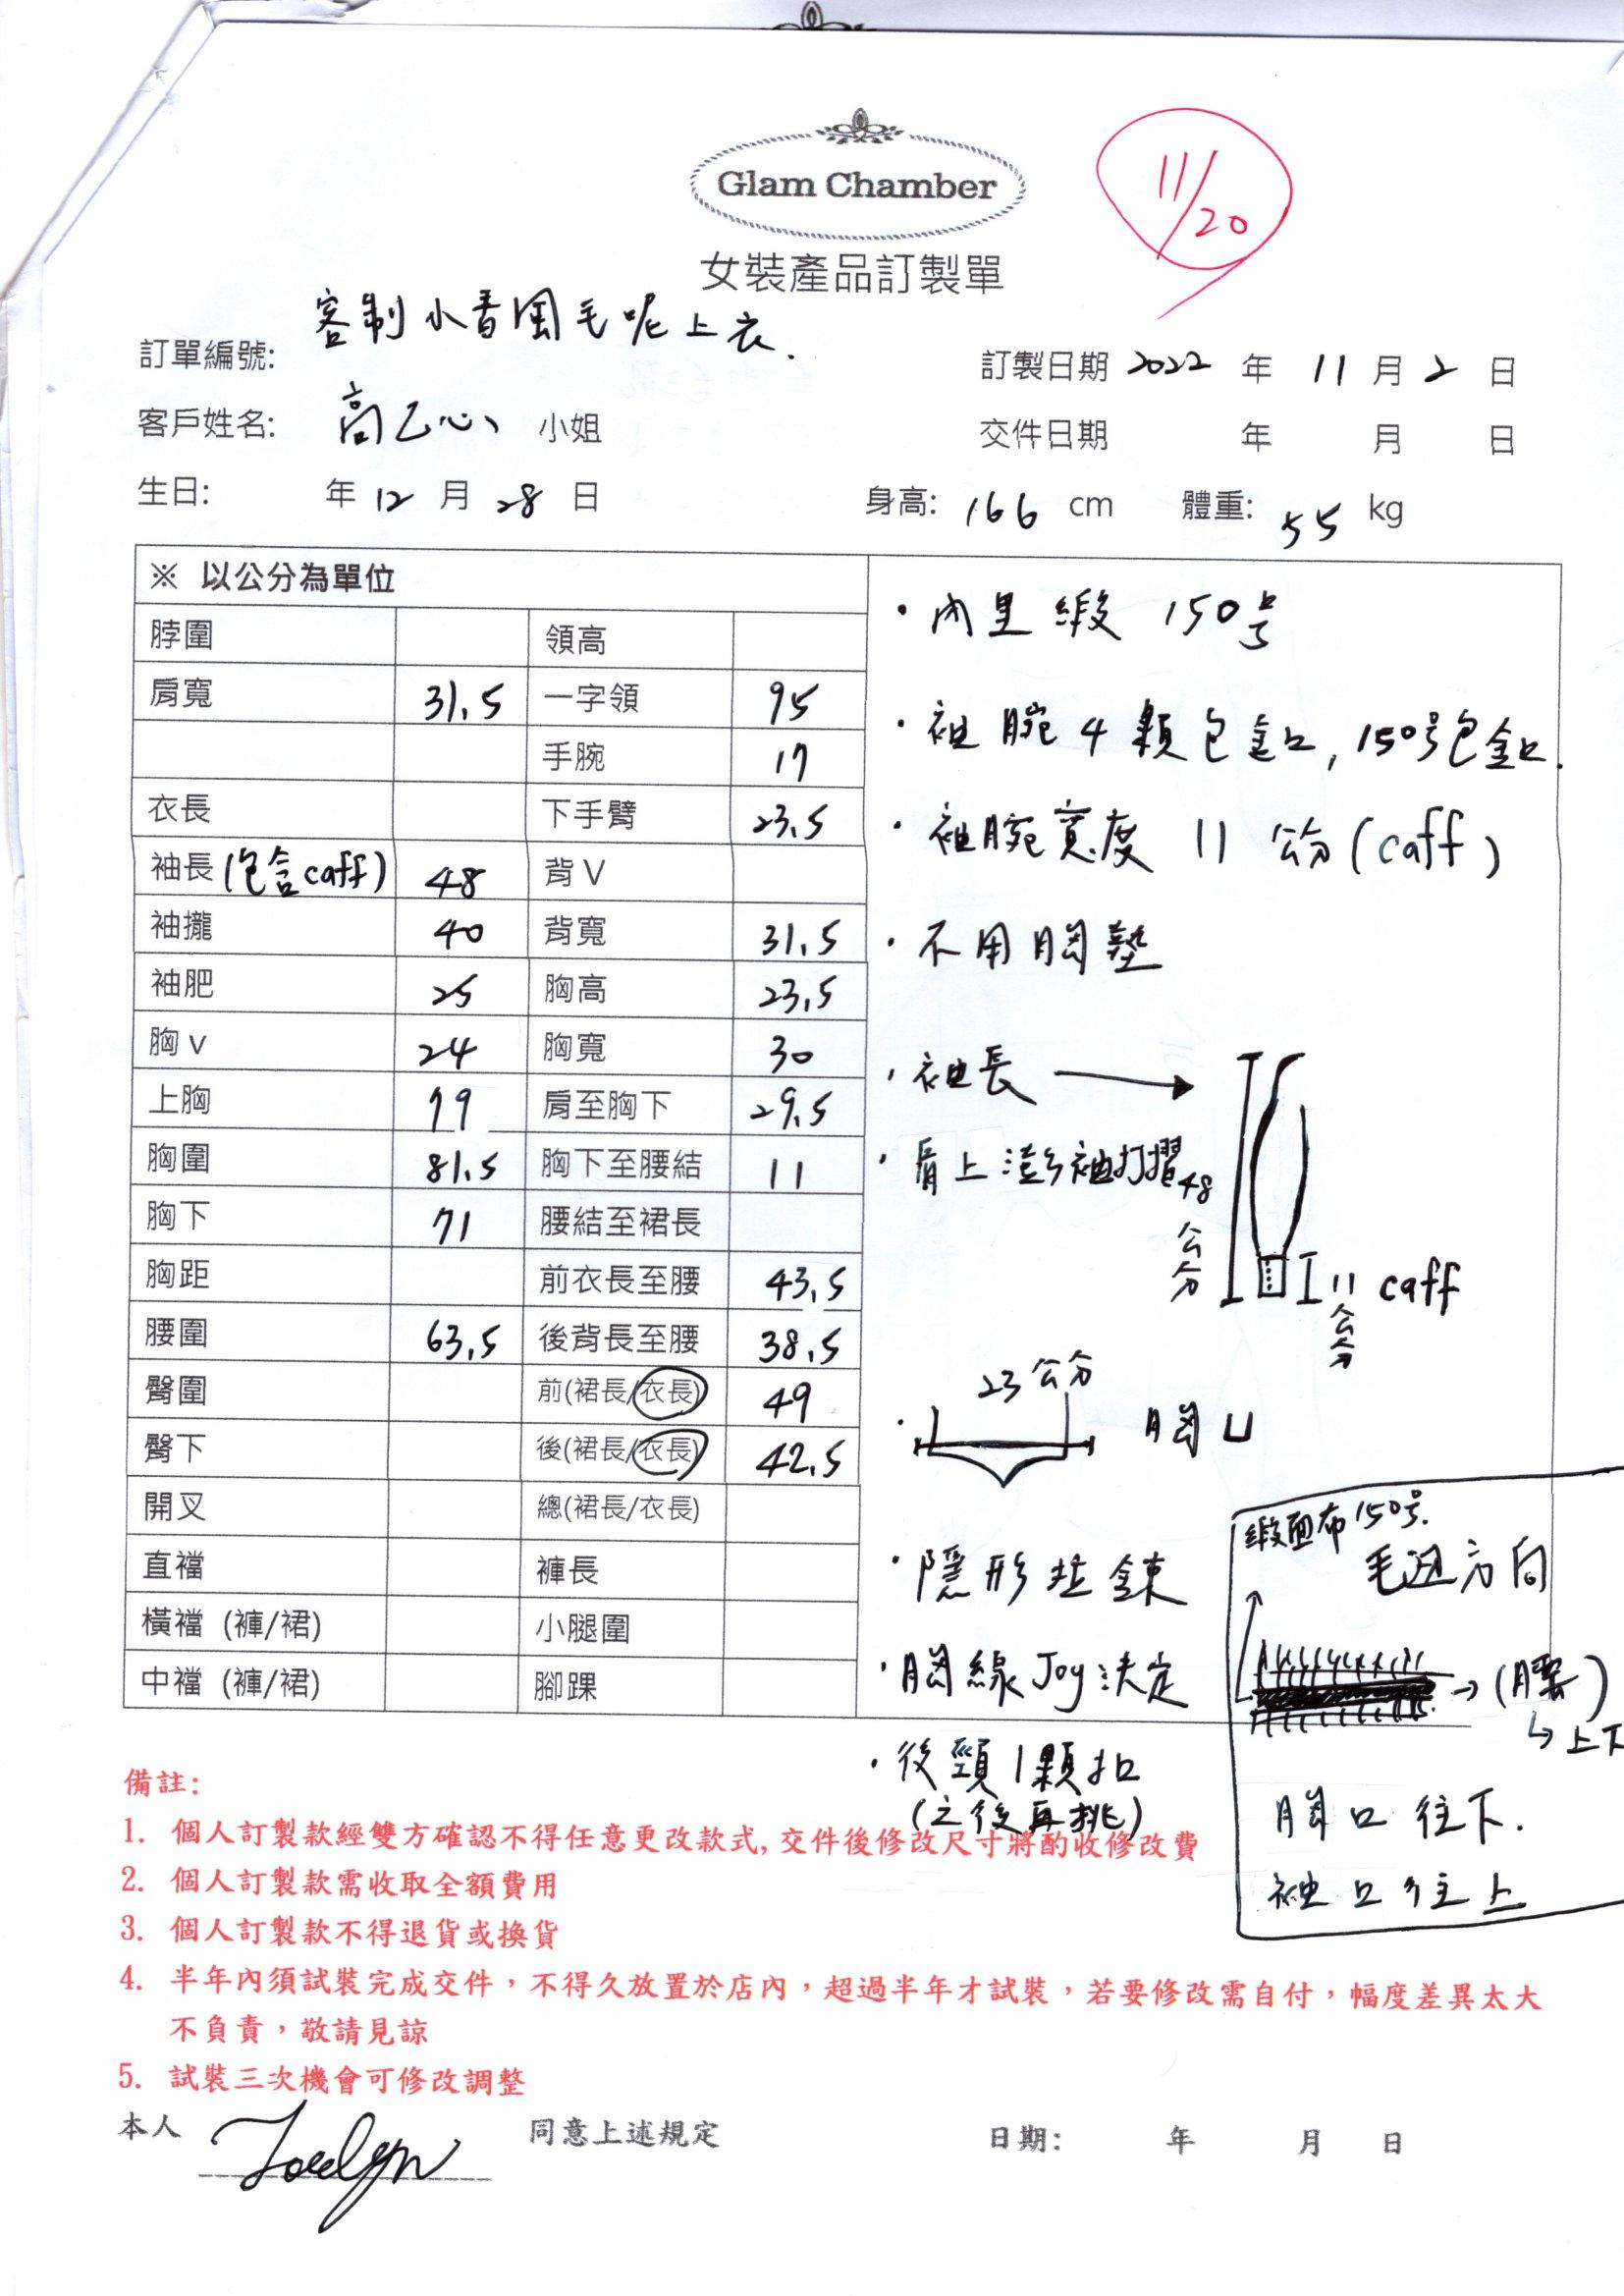 Glam Chamber
11/20
女裝產品訂製單
客制小香風毛呢上衣.
訂單編號:
訂製日期 2022 年 11 月 2 日
客戶姓名: 高乙心 小姐
交件日期 年 月 日
生日: 年 12 月 28 日
身高: 166 cm 體重: 55 kg
※ 以公分為單位
脖圍 領高
肩寬 31.5 一字領 95
手腕 17
衣長 下手臂 23.5
袖長(包含caff) 48 背V
袖攏 40 背寬 31.5
袖肥 25 胸高 23.5
胸v 24 胸寬 30
上胸 79 肩至胸下 29.5
胸圍 81.5 胸下至腰結 11
胸下 71 腰結至裙長
胸距 前衣長至腰 43.5
腰圍 63.5 後背長至腰 38.5
臀圍 前(裙長/衣長) 49
臀下 後(裙長/衣長) 42.5
開叉 總(裙長/衣長)
直襠 褲長
橫襠 (褲/裙) 小腿圍
中襠 (褲/裙) 腳踝
·內里緞 150号
·袖腕4顆包釦, 150号包釦.
·袖腕寬度 11 公分(caff)
·不用胸墊
·袖長
·肩上澎袖打摺
48
公分
11 caff
公分
23公分
·胸凵
·隱形拉鍊
·胸線Joy決定
·後頸1顆扣
(之後再挑)
緞面布150号.
毛逆方向
(腰)
上下
胸口往下.
袖口往上
備註:
1. 個人訂製款經雙方確認不得任意更改款式, 交件後修改尺寸將酌收修改費
2. 個人訂製款需收取全額費用
3. 個人訂製款不得退貨或換貨
4. 半年內須試裝完成交件，不得久放置於店內，超過半年才試裝，若要修改需自付，幅度差異太大
不負責，敬請見諒
5. 試裝三次機會可修改調整
本人 Jocelyn 同意上述規定
日期: 年 月 日